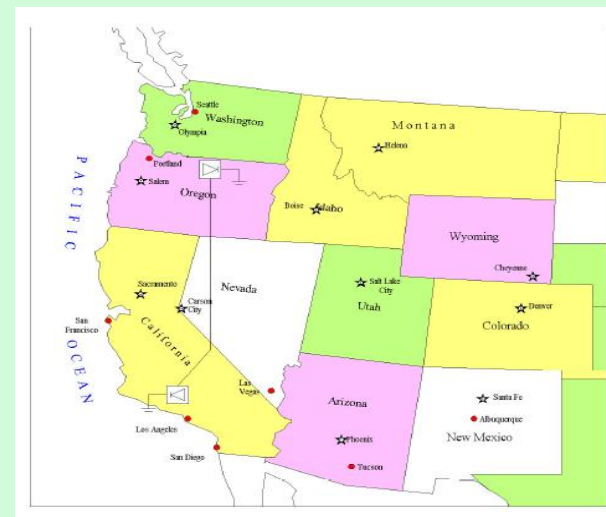 Seattle
Washington
Olympia
Montana
Helena
Portland
Salem
Oregon
Boise
Idaho
Wyoming
Cheyenne
PACIFIC
OCEAN
Sacramento
Nevada
Carson
City
Salt Lake
City
Utah
Denver
Colorado
San
Francisco
California
Las
Vegas
Arizona
Santa Fe
Albuquerque
New Mexico
Los Angeles
Phoenix
San Diego
Tucson